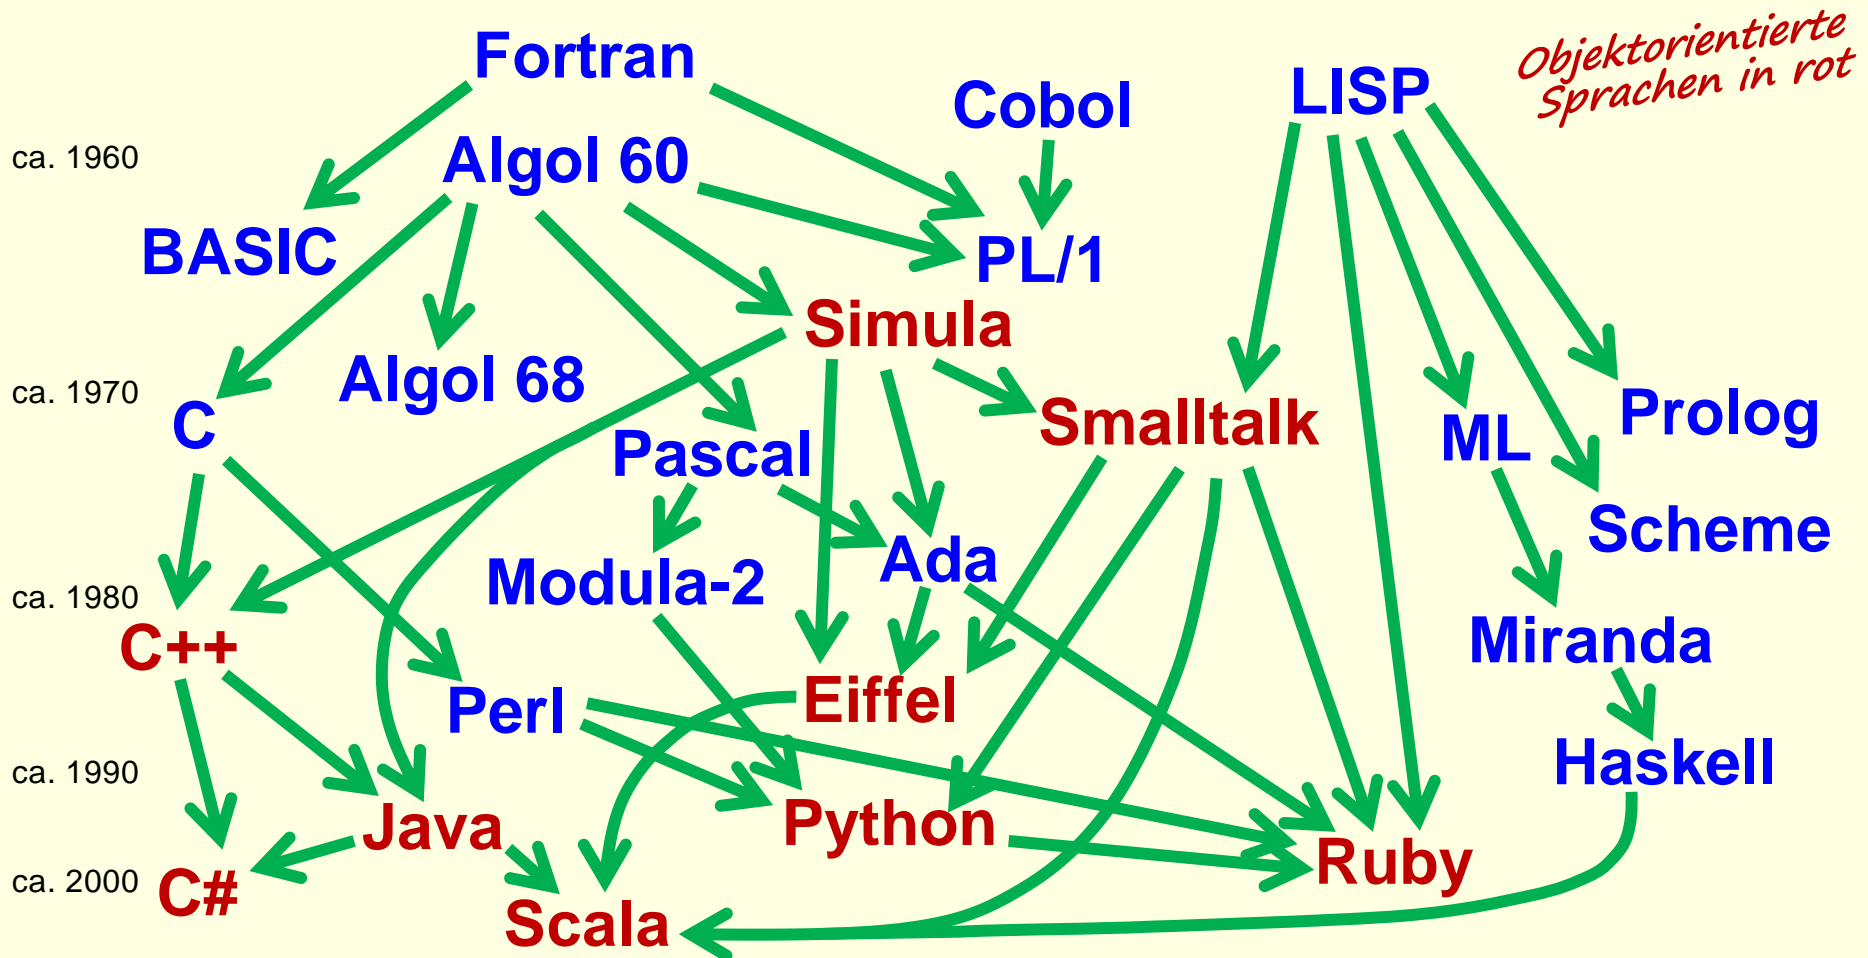 Fortran
Objektorientierte
Sprachen in rot
Cobol
LISP
ca. 1960
Algol 60
BASIC
PL/1
Simula
ca. 1970
Algol 68
C
Pascal
Smalltalk
ML
Prolog
Scheme
Ada
Modula-2
ca. 1980
C++
Miranda
Perl
Eiffel
Haskell
ca. 1990
Java
Python
Ruby
ca. 2000
C#
Scala